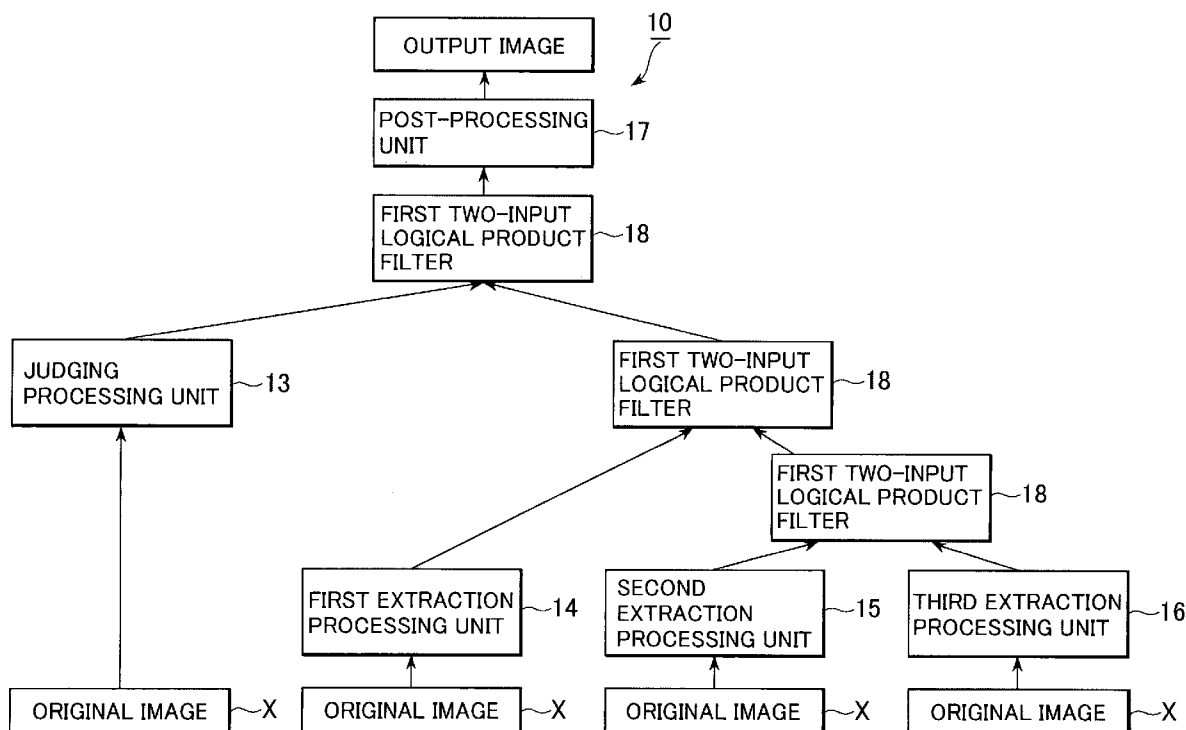 10
OUTPUT IMAGE
POST-PROCESSING
UNIT
17
FIRST TWO-INPUT
LOGICAL PRODUCT
FILTER
18
JUDGING
PROCESSING UNIT
13
FIRST TWO-INPUT
LOGICAL PRODUCT
FILTER
18
FIRST TWO-INPUT
LOGICAL PRODUCT
FILTER
18
FIRST EXTRACTION
PROCESSING UNIT
14
SECOND
EXTRACTION
PROCESSING UNIT
15
THIRD EXTRACTION
PROCESSING UNIT
16
ORIGINAL IMAGE
X
ORIGINAL IMAGE
X
ORIGINAL IMAGE
X
ORIGINAL IMAGE
X